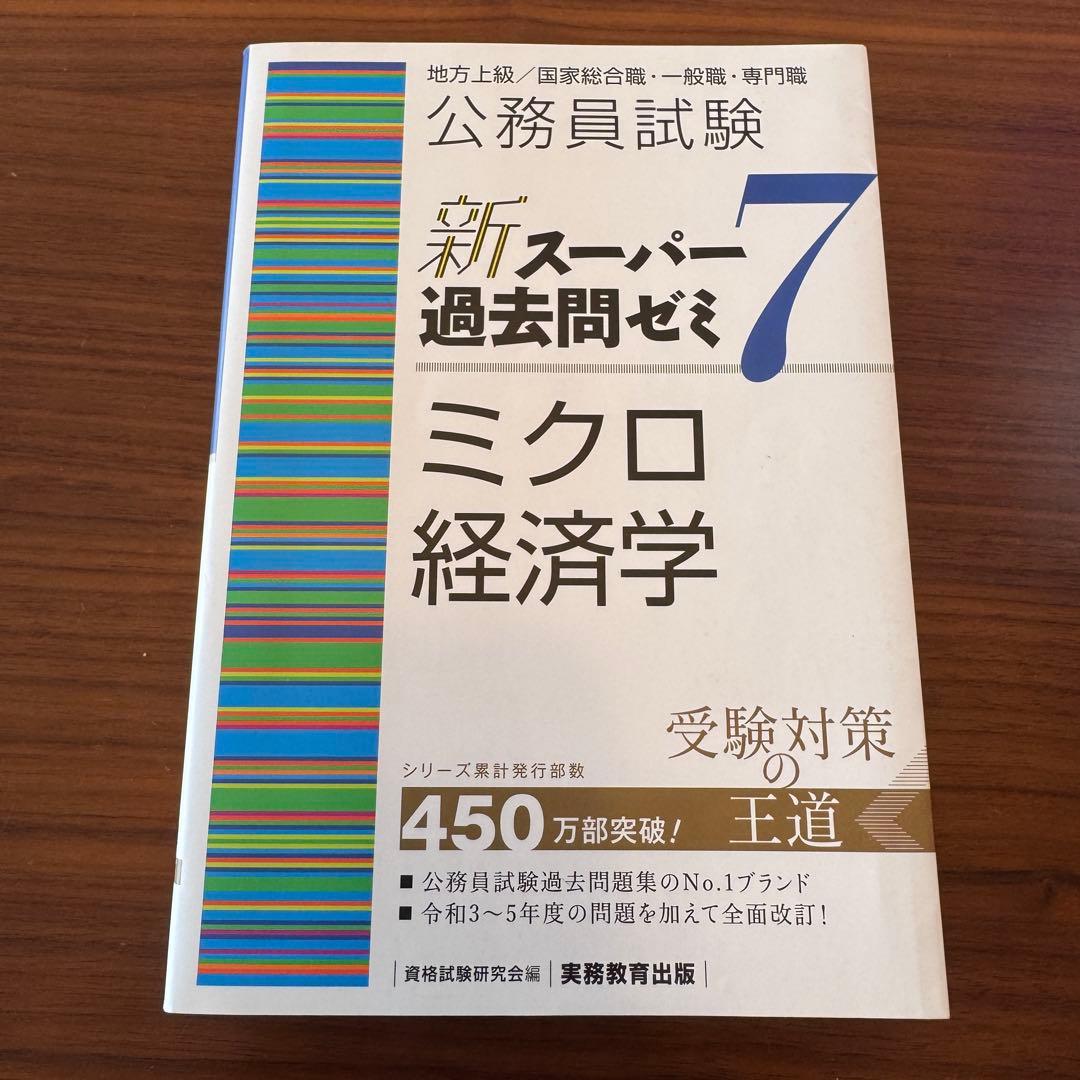 地方上級／国家総合職・一般職・専門職
公務員試験
新スーパー
過去問ゼミ7
ミクロ
経済学
受験対策
の
王道
シリーズ累計発行部数
450万部突破！
■ 公務員試験過去問題集のNo.1ブランド
■ 令和3～5年度の問題を加えて全面改訂！
資格試験研究会編 実務教育出版